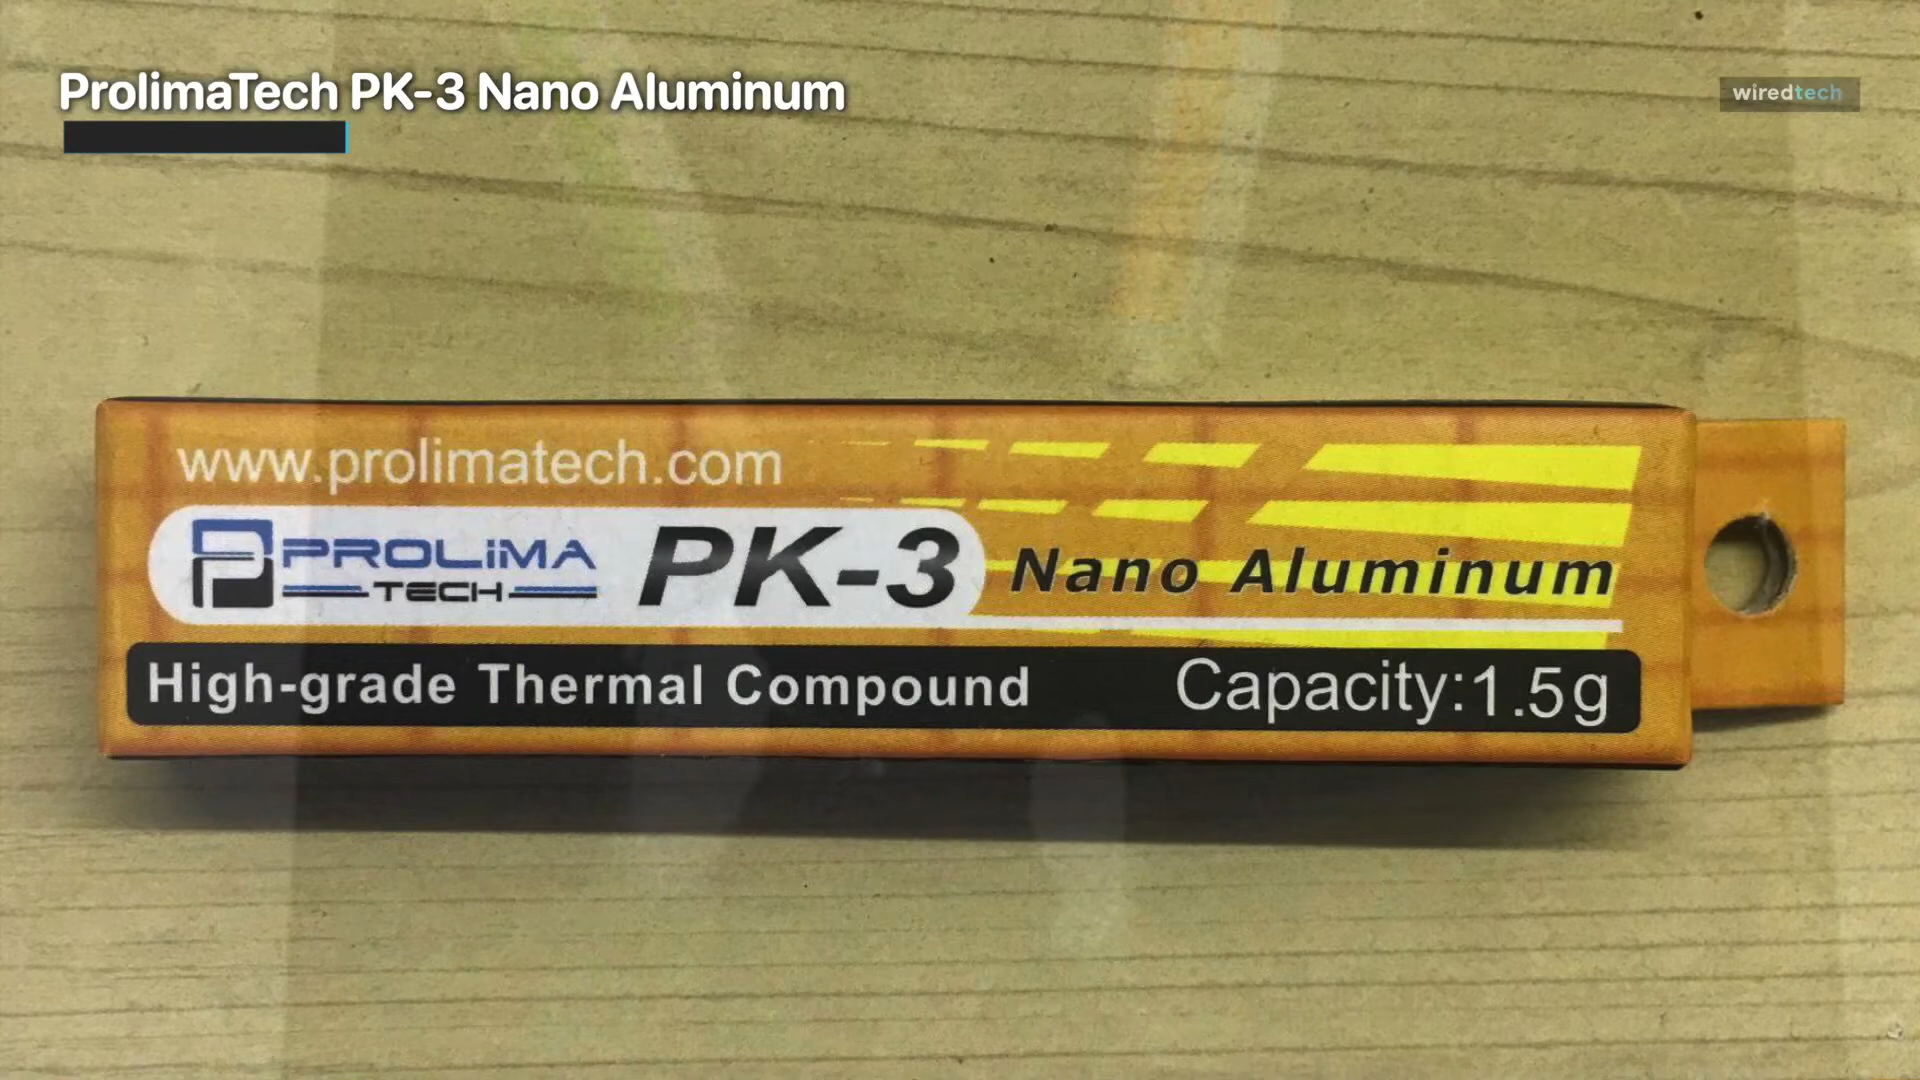 ProlimaTech PK-3 Nano Aluminum
wiredtech
www.prolimatech.com
PROLiMA
TECH
PK-3
Nano Aluminum
High-grade Thermal Compound
Capacity:1.5g